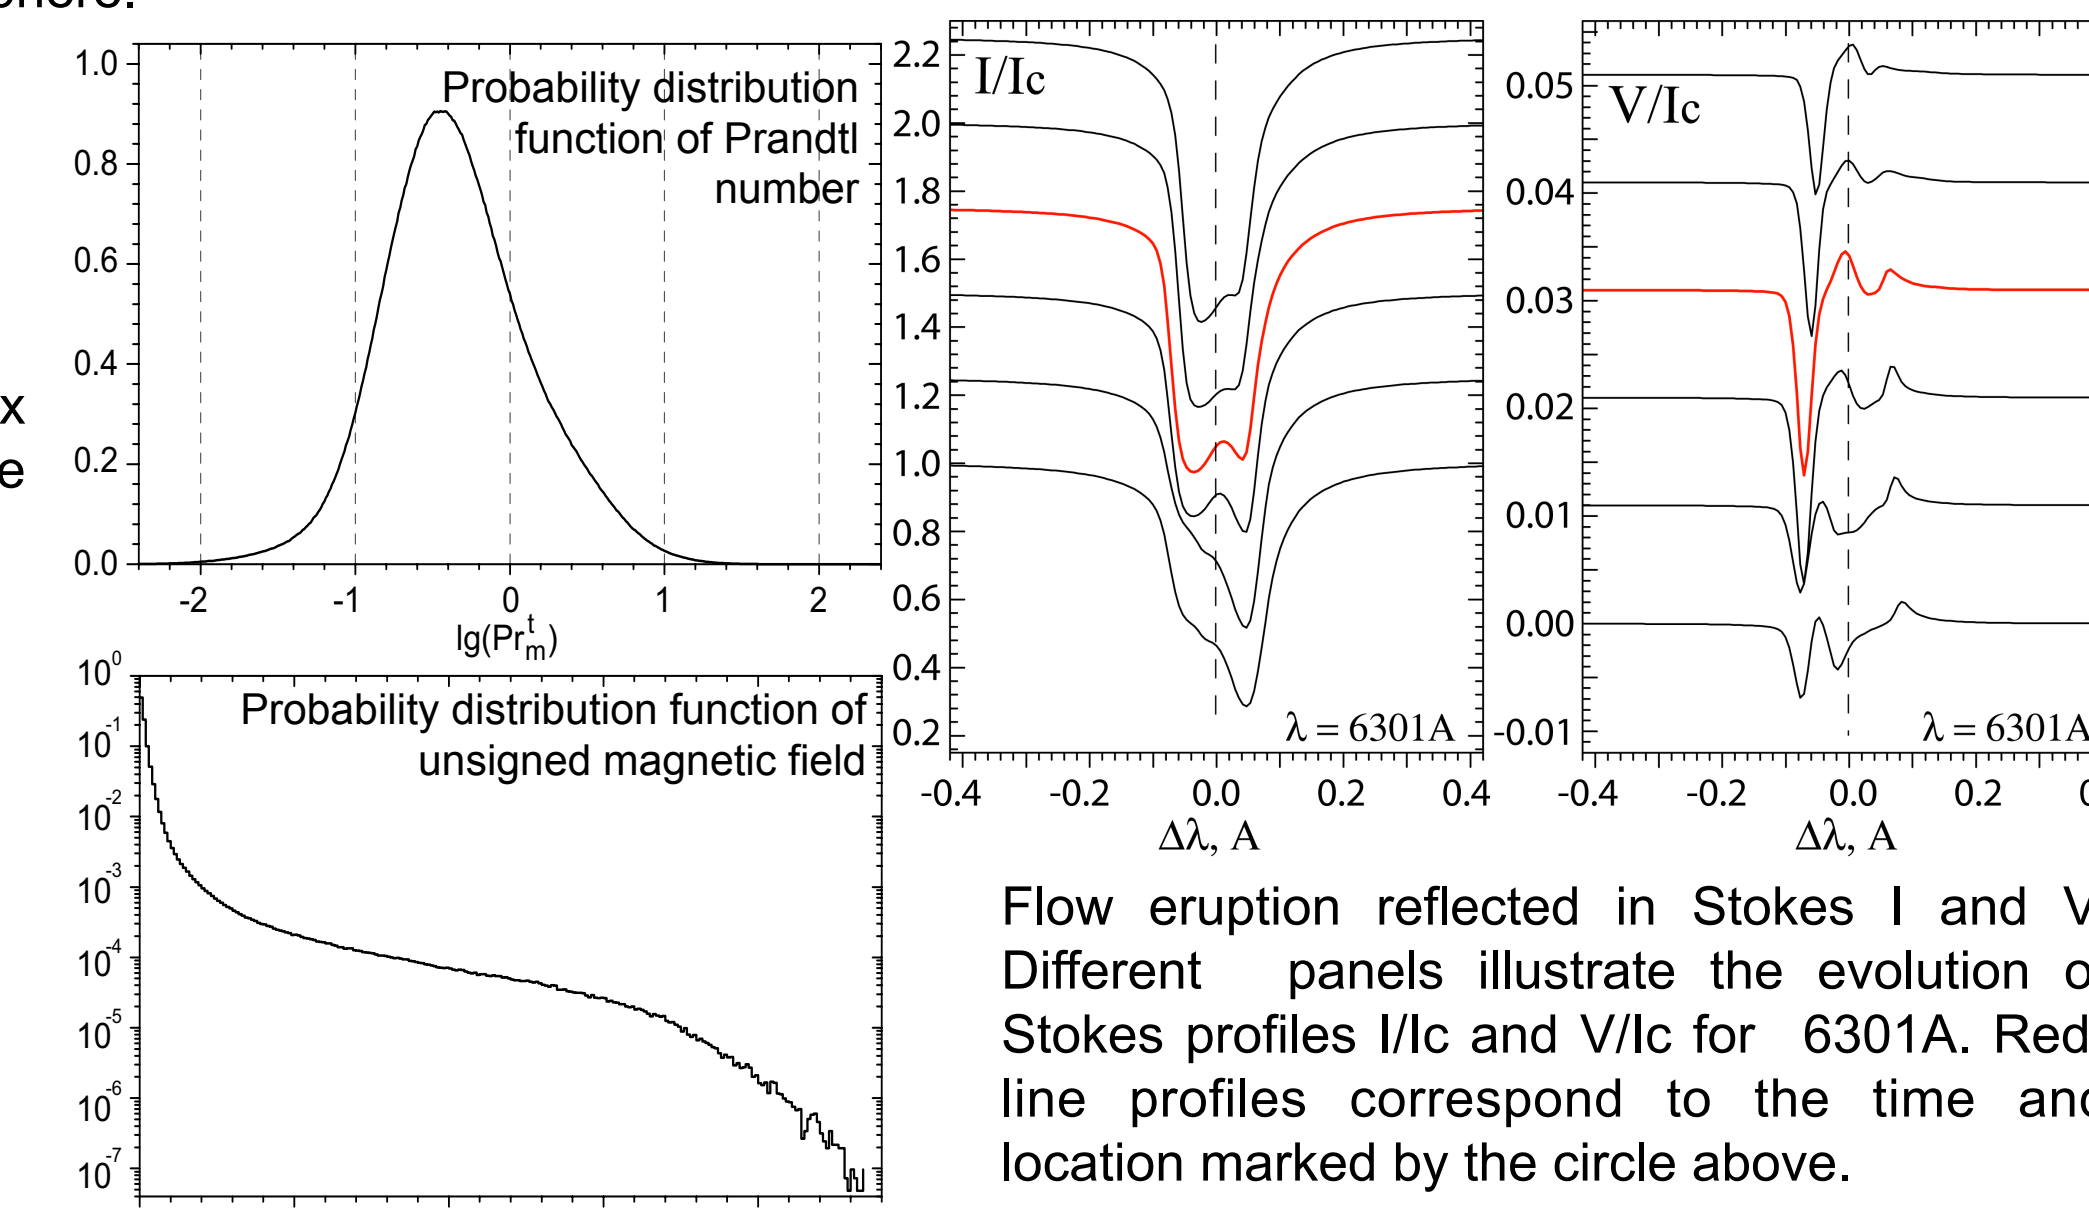 1.0
0.8
0.6
0.4
0.2
0.0
Probability distribution
function of Prandtl
number
-2 -1 0 1 2
lg(Pr_m^t)
x
e
10^0
10^-1
10^-2
10^-3
10^-4
10^-5
10^-6
10^-7
Probability distribution function of
unsigned magnetic field
2.2
2.0
1.8
1.6
1.4
1.2
1.0
0.8
0.6
0.4
0.2
I/Ic
λ = 6301A
-0.4 -0.2 0.0 0.2 0.4
Δλ, A
0.05
0.04
0.03
0.02
0.01
0.00
-0.01
V/Ic
λ = 6301A
-0.4 -0.2 0.0 0.2
Δλ, A
Flow eruption reflected in Stokes I and V
Different panels illustrate the evolution o
Stokes profiles I/Ic and V/Ic for 6301A. Red
line profiles correspond to the time and
location marked by the circle above.